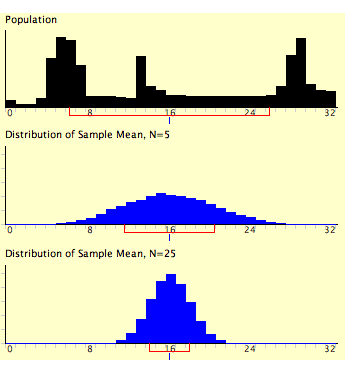 Population
0 8 16 24 32
Distribution of Sample Mean, N=5
0 8 16 24 32
Distribution of Sample Mean, N=25
0 8 16 24 32